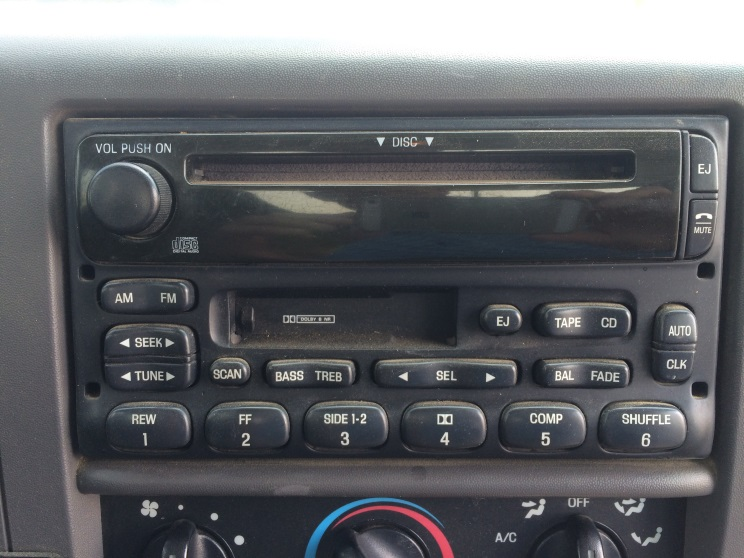 VOL PUSH ON
▼ DISC ▼
EJ
MUTE
COMPACT
disc
DIGITAL AUDIO
AM FM
DOLBY B NR
EJ
TAPE CD
AUTO
◄ SEEK ►
◄ TUNE ►
SCAN
BASS TREB
◄ SEL ►
BAL FADE
CLK
REW
1
FF
2
SIDE 1-2
3
4
COMP
5
SHUFFLE
6
OFF
A/C